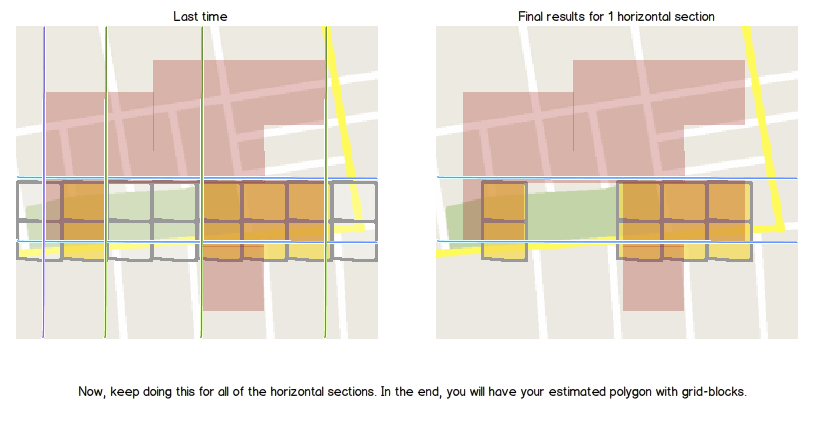 Last time
Final results for 1 horizontal section
Now, keep doing this for all of the horizontal sections. In the end, you will have your estimated polygon with grid-blocks.